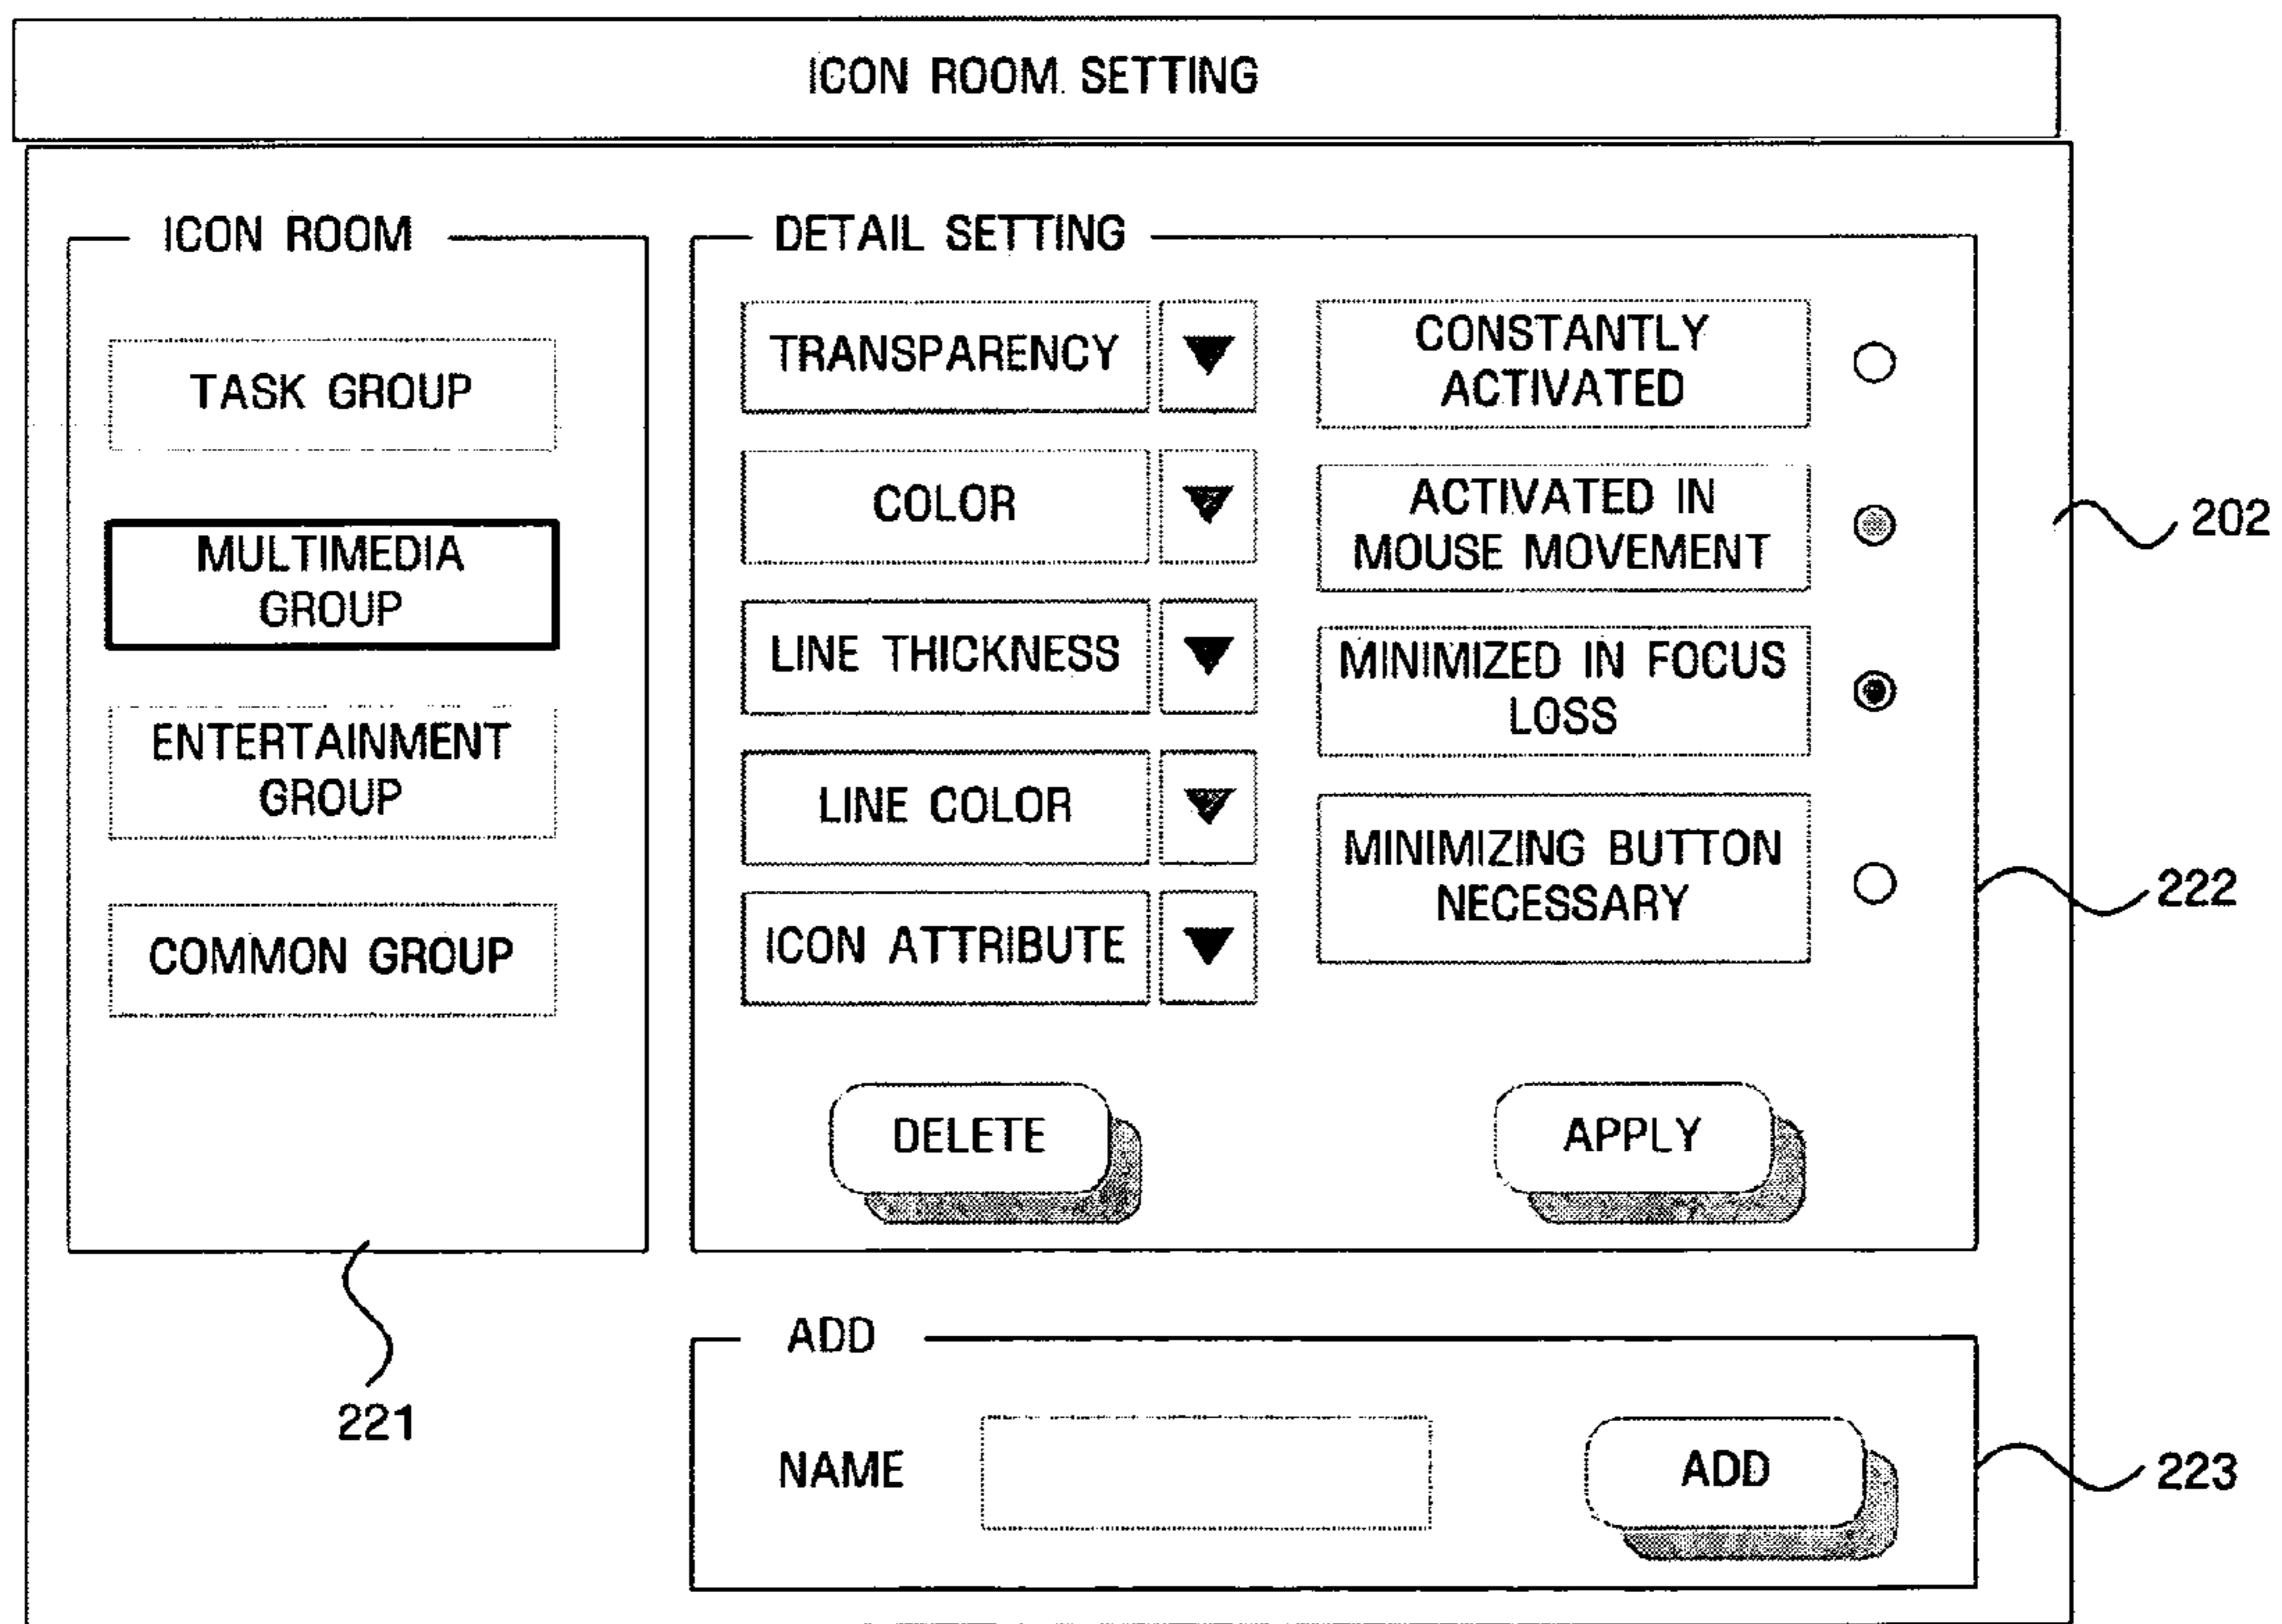 ICON ROOM SETTING
ICON ROOM
TASK GROUP
MULTIMEDIA
GROUP
ENTERTAINMENT
GROUP
COMMON GROUP
221
DETAIL SETTING
TRANSPARENCY
COLOR
LINE THICKNESS
LINE COLOR
ICON ATTRIBUTE
CONSTANTLY
ACTIVATED
ACTIVATED IN
MOUSE MOVEMENT
MINIMIZED IN FOCUS
LOSS
MINIMIZING BUTTON
NECESSARY
DELETE
APPLY
202
222
ADD
NAME
ADD
223